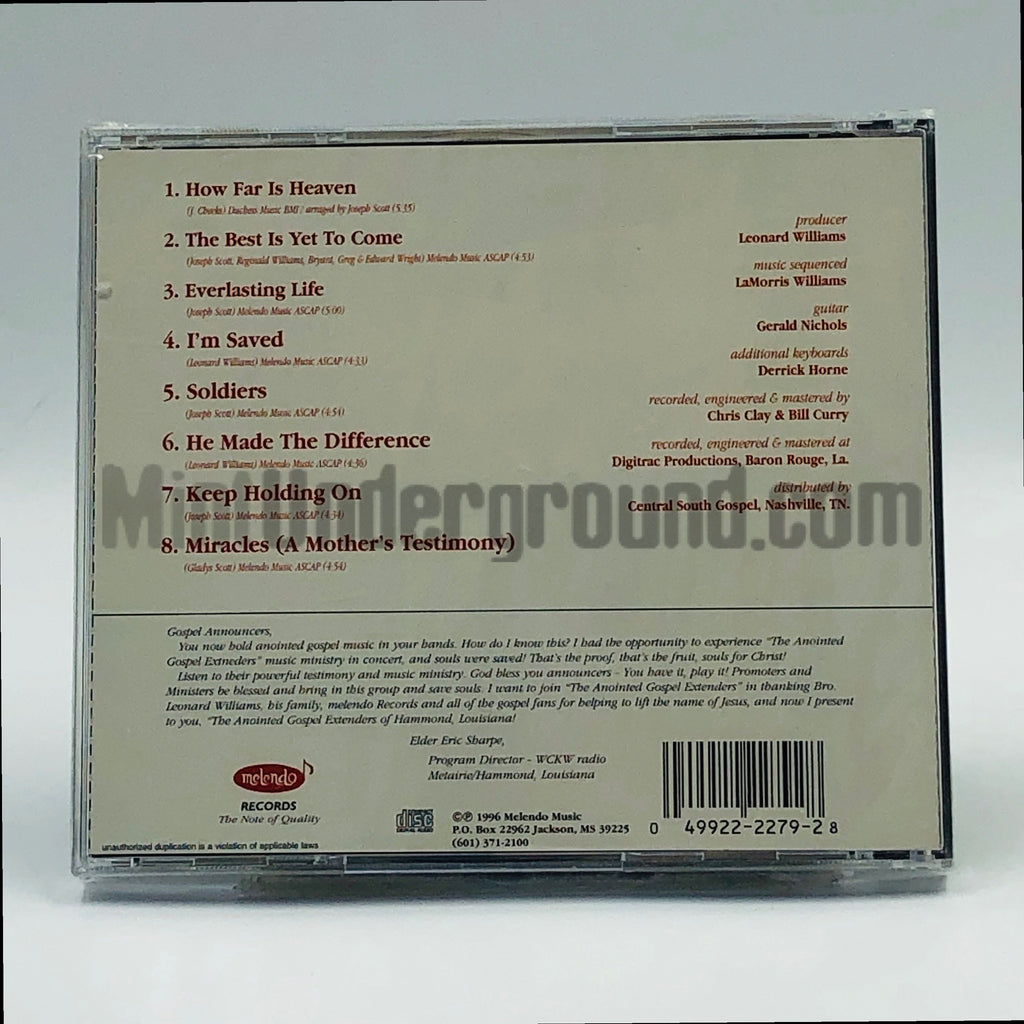 1. How Far Is Heaven
(J. Cheeks) Duchess Music BMI / arranged by Joseph Scott (5:35)
2. The Best Is Yet To Come
(Joseph Scott, Reginald Williams, Bryant, Greg & Edward Wright) Melendo Music ASCAP (4:53)
3. Everlasting Life
(Joseph Scott) Melendo Music ASCAP (5:00)
4. I'm Saved
(Leonard Williams) Melendo Music ASCAP (4:33)
5. Soldiers
(Joseph Scott) Melendo Music ASCAP (4:54)
6. He Made The Difference
(Leonard Williams) Melendo Music ASCAP (4:36)
7. Keep Holding On
(Joseph Scott) Melendo Music ASCAP (4:34)
8. Miracles (A Mother's Testimony)
(Gladys Scott) Melendo Music ASCAP (4:54)
producer
Leonard Williams
music sequenced
LaMorris Williams
guitar
Gerald Nichols
additional keyboards
Derrick Horne
recorded, engineered & mastered by
Chris Clay & Bill Curry
recorded, engineered & mastered at
Digitrac Productions, Baron Rouge, La.
distributed by
Central South Gospel, Nashville, TN.
MintUnderground.com
Gospel Announcers,
You now hold anointed gospel music in your hands. How do I know this? I had the opportunity to experience "The Anointed
Gospel Extneders" music ministry in concert, and souls were saved! That's the proof, that's the fruit, souls for Christ!
Listen to their powerful testimony and music ministry. God bless you announcers - You have it, play it! Promoters and
Ministers be blessed and bring in this group and save souls. I want to join "The Anointed Gospel Extenders" in thanking Bro.
Leonard Williams, his family, melendo Records and all of the gospel fans for helping to lift the name of Jesus, and now I present
to you, "The Anointed Gospel Extenders of Hammond, Louisiana!
Elder Eric Sharpe,
Program Director - WCKW radio
Metairie/Hammond, Louisiana
melendo
RECORDS
The Note of Quality
disc
DIGITAL AUDIO
©℗ 1996 Melendo Music
P.O. Box 22962 Jackson, MS 39225
(601) 371-2100
0 49922-2279-2 8
unauthorized duplication is a violation of applicable laws